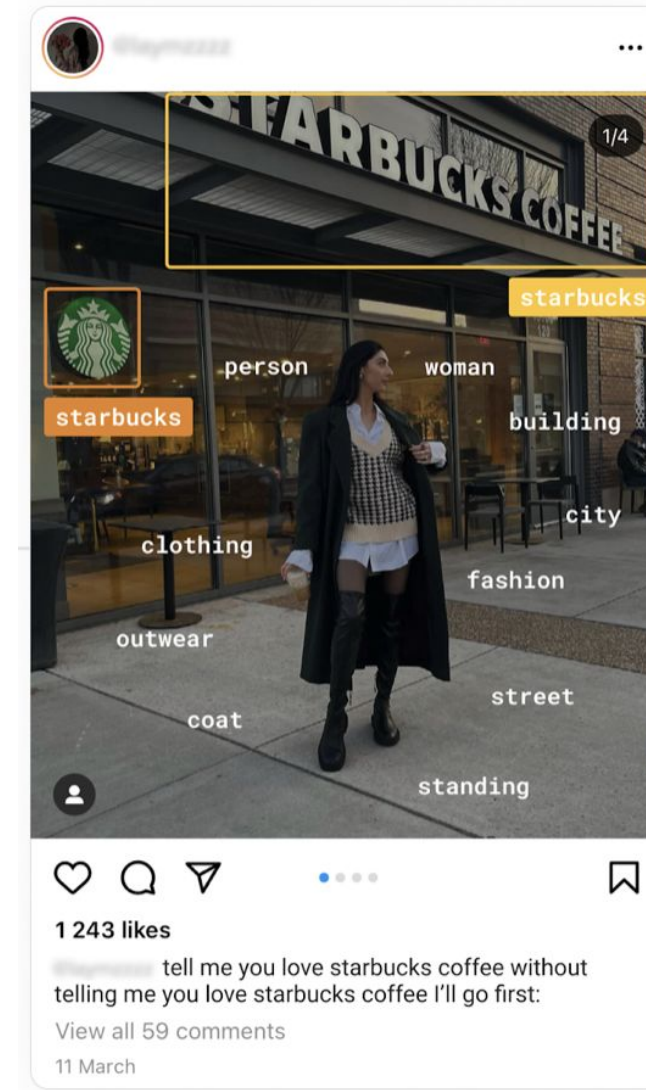 1/4
STARBUCKS COFFEE
starbucks
starbucks
person
woman
building
city
clothing
fashion
outwear
street
coat
standing
1 243 likes
tell me you love starbucks coffee without
telling me you love starbucks coffee I'll go first:
View all 59 comments
11 March